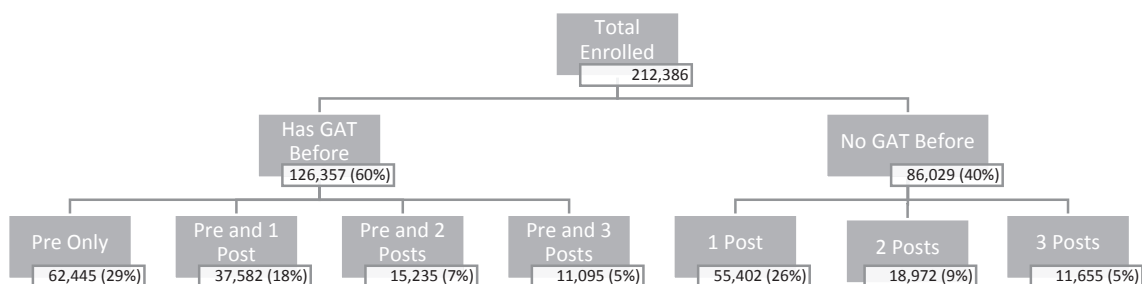 Total
Enrolled
212,386
Has GAT
Before
126,357 (60%)
No GAT Before
86,029 (40%)
Pre Only
62,445 (29%)
Pre and 1
Post
37,582 (18%)
Pre and 2
Posts
15,235 (7%)
Pre and 3
Posts
11,095 (5%)
1 Post
55,402 (26%)
2 Posts
18,972 (9%)
3 Posts
11,655 (5%)